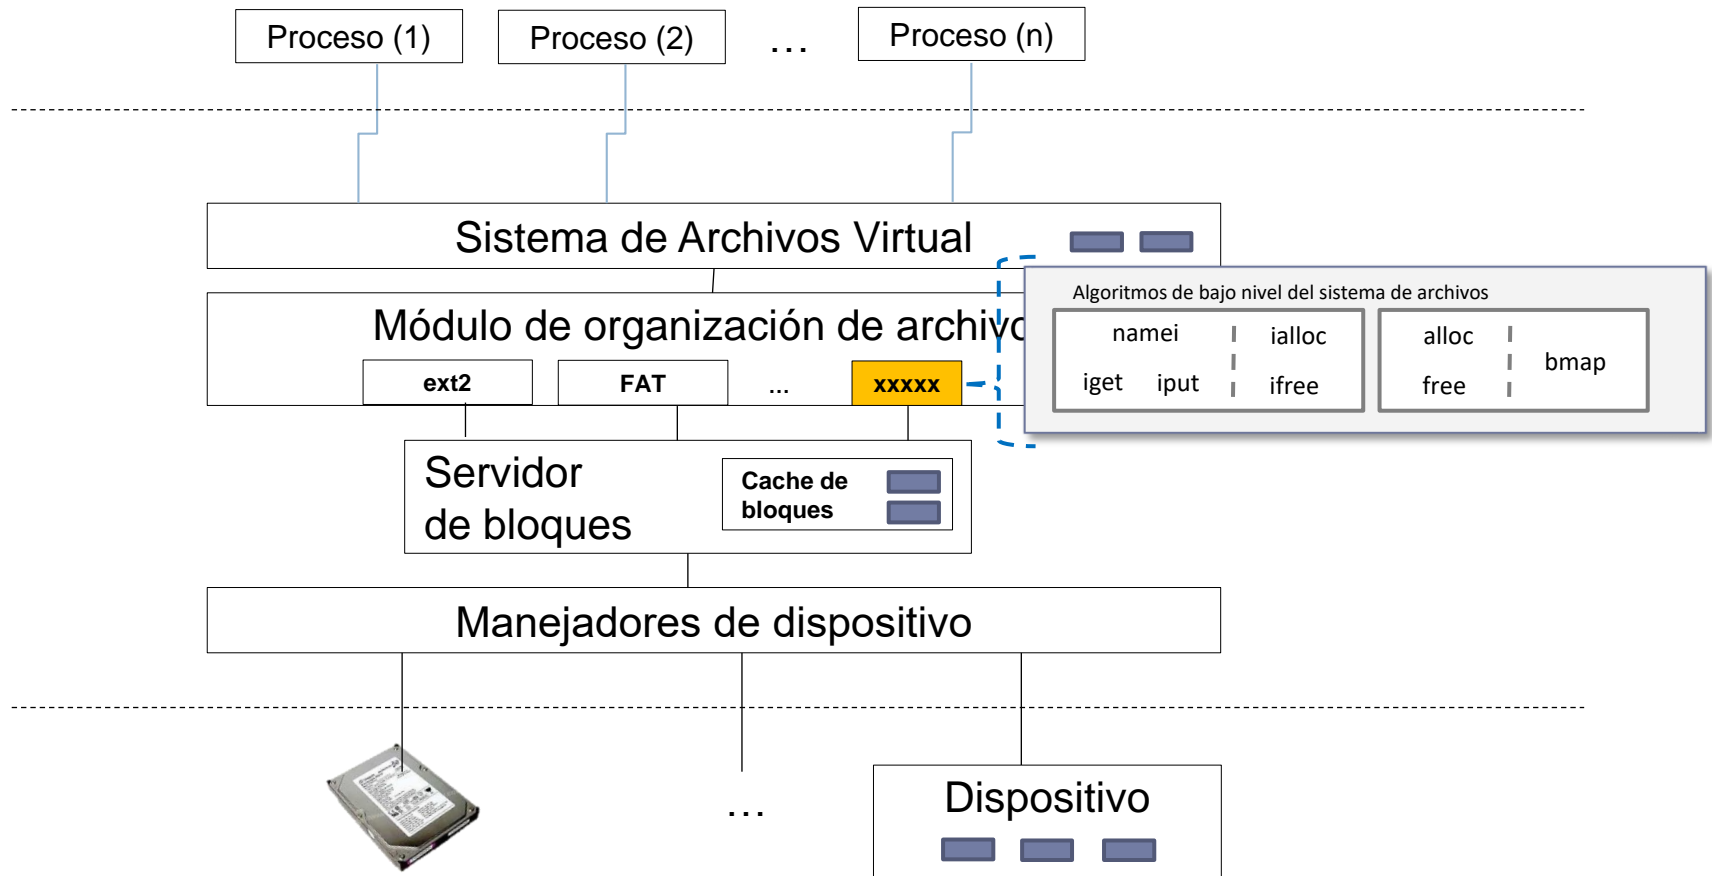 Proceso (1)
Proceso (2)
...
Proceso (n)
Sistema de Archivos Virtual
Módulo de organización de archivo
Algoritmos de bajo nivel del sistema de archivos
namei
ialloc
alloc
bmap
iget iput
ifree
free
ext2
FAT
...
xxxxx
Servidor
de bloques
Cache de
bloques
Manejadores de dispositivo
...
Dispositivo